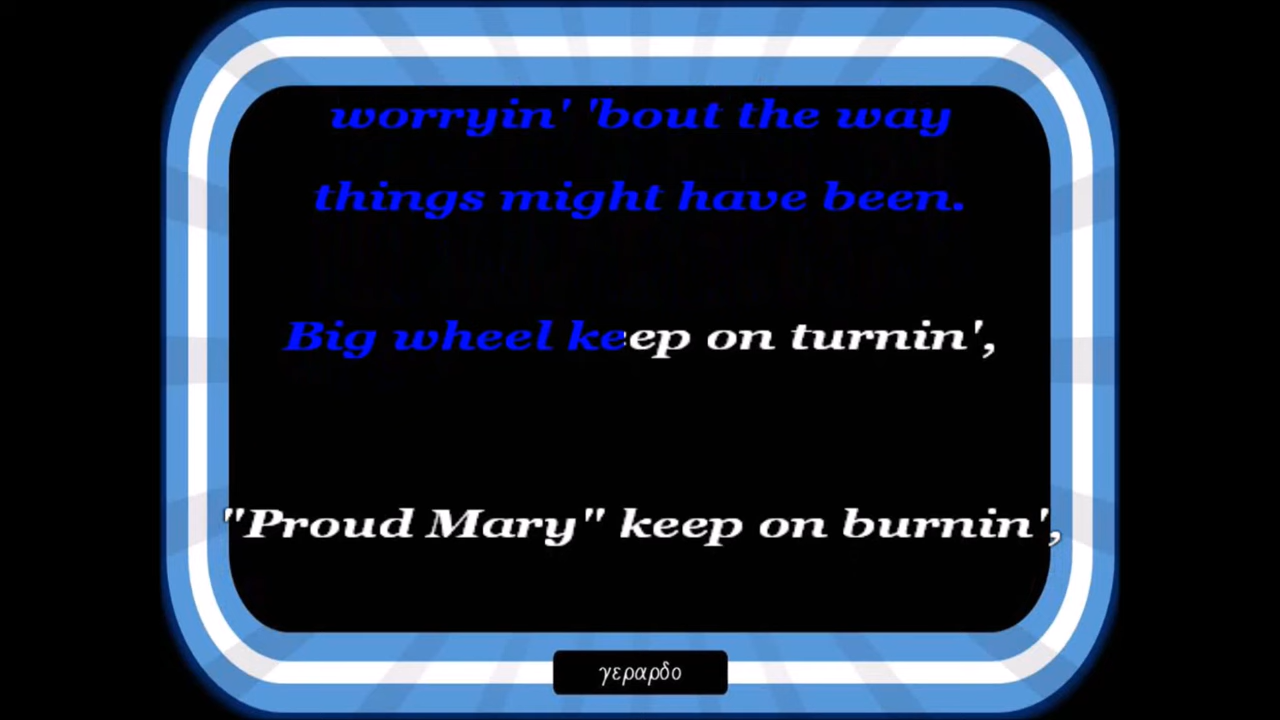 worryin' 'bout the way
things might have been.
Big wheel keep on turnin',
"Proud Mary" keep on burnin',
γεραρδο